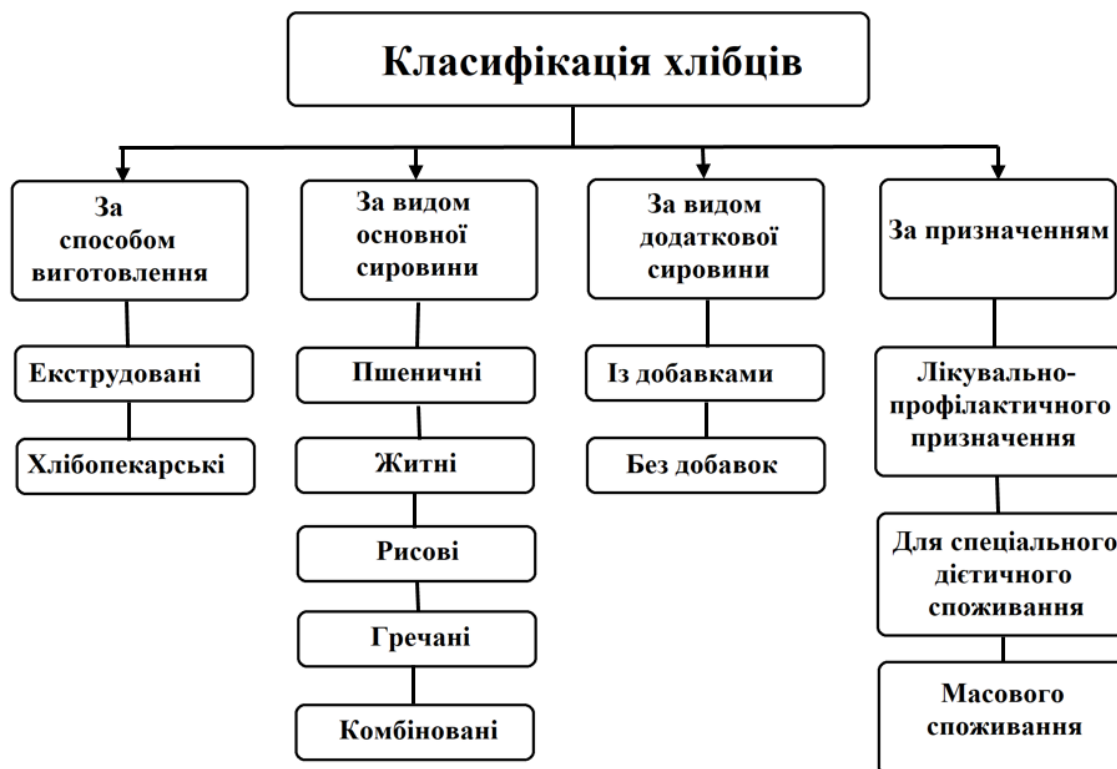 Класифікація хлібців
За
способом
виготовлення
За видом
основної
сировини
За видом
додаткової
сировини
За призначенням
Екструдовані
Хлібопекарські
Пшеничні
Житні
Рисові
Гречані
Комбіновані
Із добавками
Без добавок
Лікувально-
профілактичного
призначення
Для спеціального
дієтичного
споживання
Масового
споживання